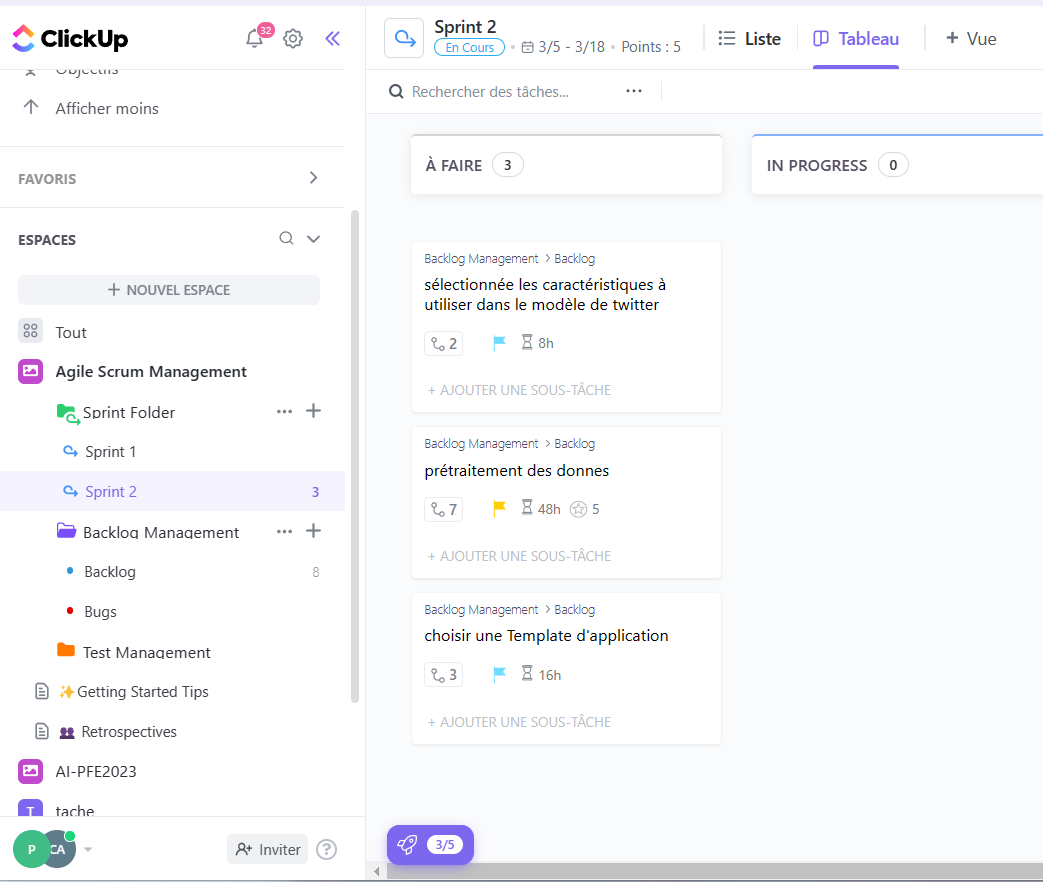 ClickUp
32
Objectifs
Afficher moins
FAVORIS
ESPACES
+ NOUVEL ESPACE
Tout
Agile Scrum Management
Sprint Folder
Sprint 1
Sprint 2 3
Backlog Management
Backlog 8
Bugs
Test Management
Getting Started Tips
Retrospectives
AI-PFE2023
T tache
P CA
Inviter ?
Sprint 2
En Cours • 3/5 - 3/18 • Points : 5
Liste
Tableau
+ Vue
Rechercher des tâches...
À FAIRE 3
IN PROGRESS 0
Backlog Management > Backlog
sélectionnée les caractéristiques à
utiliser dans le modèle de twitter
2 8h
+ AJOUTER UNE SOUS-TÂCHE
Backlog Management > Backlog
prétraitement des donnes
7 48h 5
+ AJOUTER UNE SOUS-TÂCHE
Backlog Management > Backlog
choisir une Template d'application
3 16h
+ AJOUTER UNE SOUS-TÂCHE
3/5